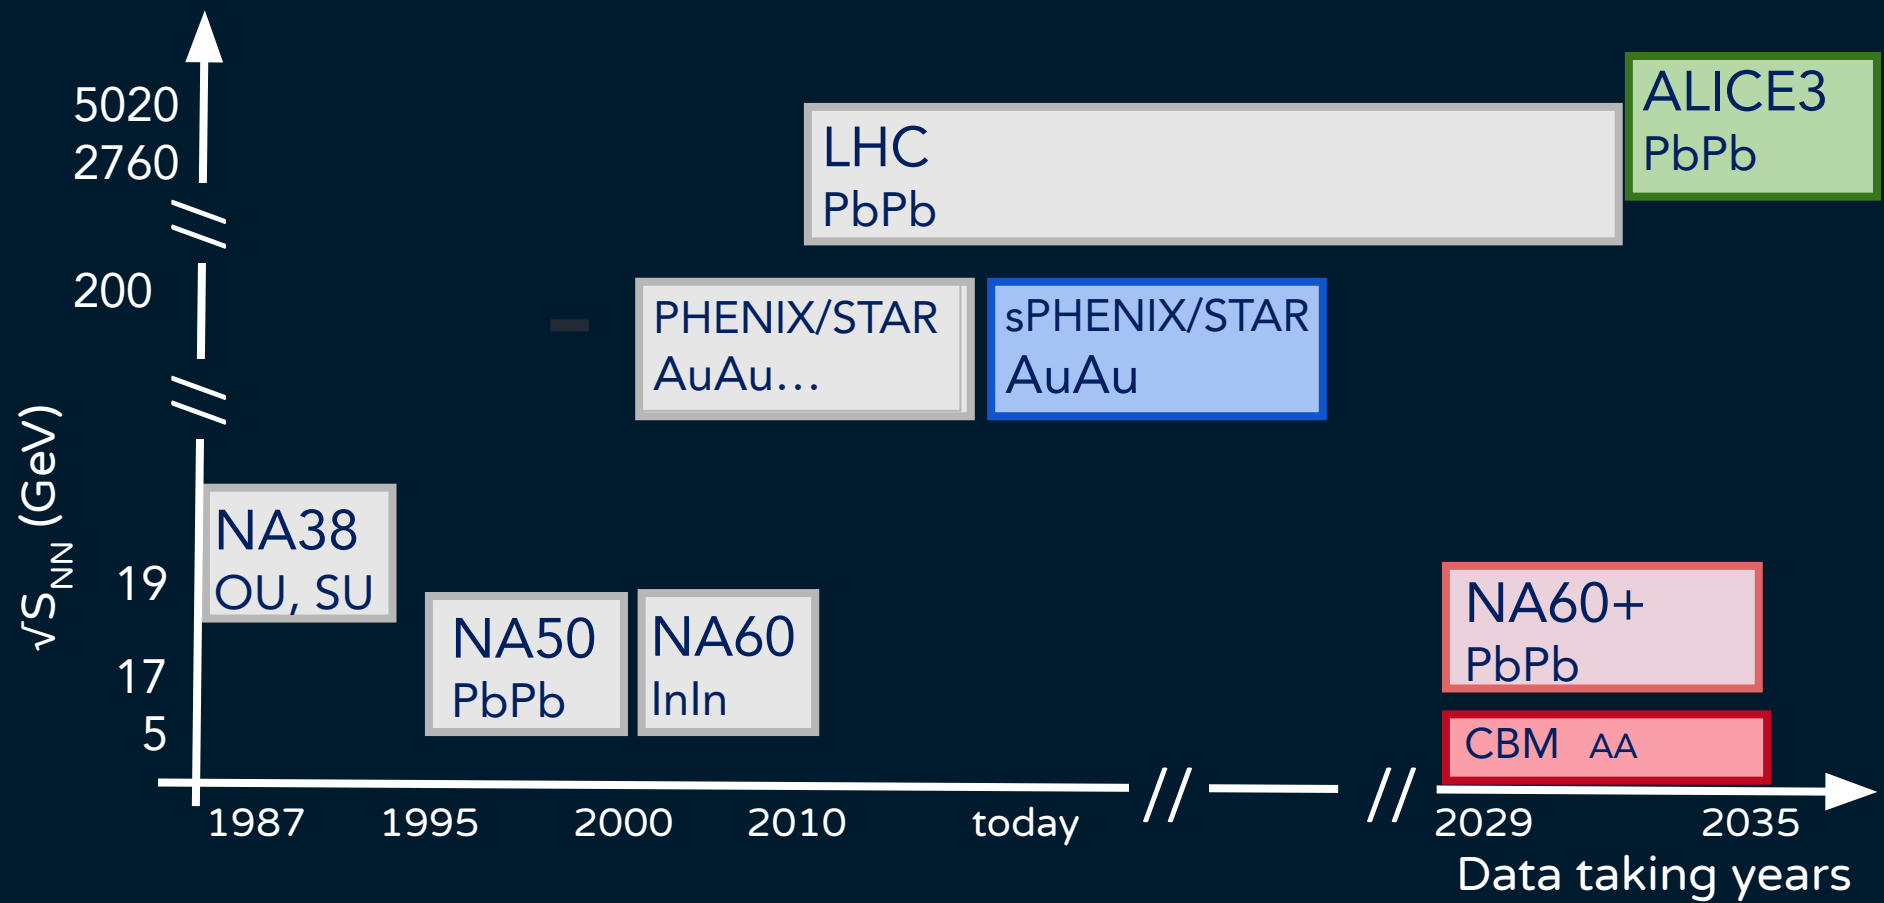 5020
2760
200
19
17
5
√S_NN (GeV)
LHC
PbPb
ALICE3
PbPb
PHENIX/STAR
AuAu…
sPHENIX/STAR
AuAu
NA38
OU, SU
NA50
PbPb
NA60
InIn
NA60+
PbPb
CBM AA
1987 1995 2000 2010 today 2029 2035
Data taking years